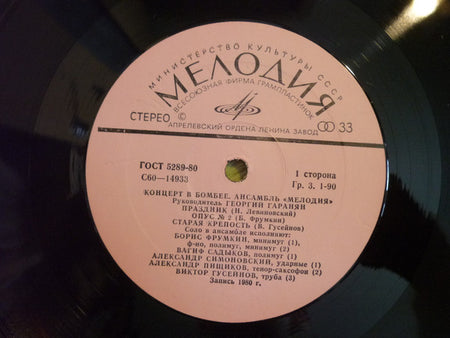 МИНИСТЕРСТВО КУЛЬТУРЫ СССР
МЕЛОДИЯ
ВСЕСОЮЗНАЯ ФИРМА ГРАМПЛАСТИНОК
СТЕРЕО ©
33
АПРЕЛЕВСКИЙ ОРДЕНА ЛЕНИНА ЗАВОД
ГОСТ 5289-80
С60—14933
1 сторона
Гр. 3. 1-90
КОНЦЕРТ В БОМБЕЕ. АНСАМБЛЬ «МЕЛОДИЯ»
Руководитель ГЕОРГИЙ ГАРАНЯН
ПРАЗДНИК (Н. Левиновский)
ОПУС № 2 (Б. Фрумкин)
СТАРАЯ КРЕПОСТЬ (В. Гусейнов)
Соло в ансамбле исполняют:
БОРИС ФРУМКИН, минимуг (1),
ф-но, полимуг, минимуг (2)
ВАГИФ САДЫКОВ, полимуг (1)
АЛЕКСАНДР СИМОНОВСКИЙ, ударные (1)
АЛЕКСАНДР ПИЩИКОВ, тенор-саксофон (2)
ВИКТОР ГУСЕЙНОВ, труба (3)
Запись 1980 г.